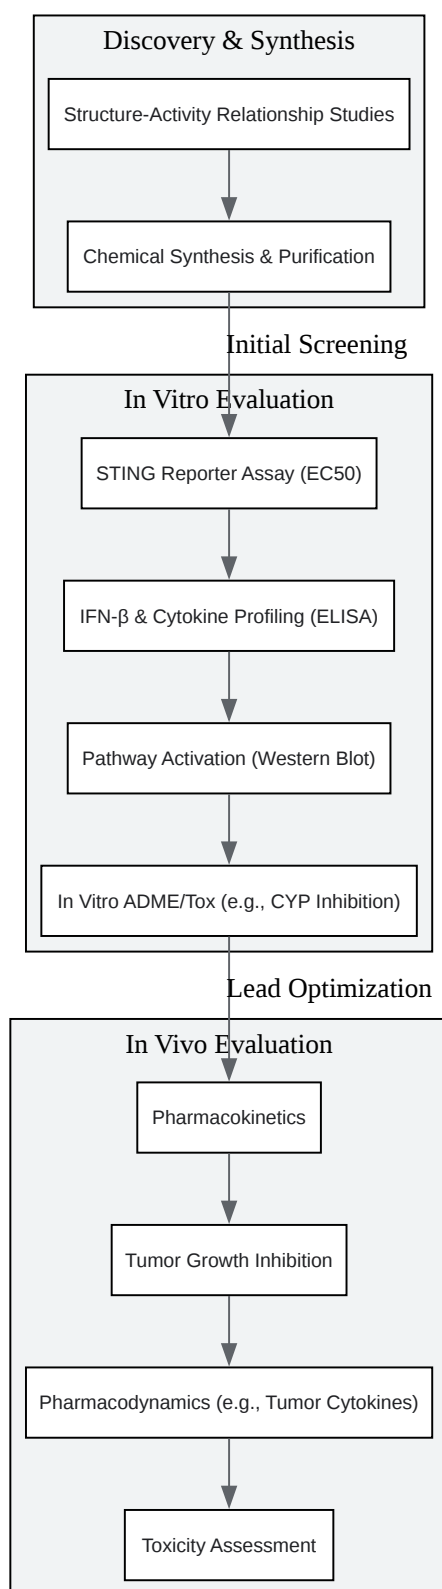 Discovery & Synthesis
Structure-Activity Relationship Studies
Chemical Synthesis & Purification
Initial Screening
In Vitro Evaluation
STING Reporter Assay (EC50)
IFN-β & Cytokine Profiling (ELISA)
Pathway Activation (Western Blot)
In Vitro ADME/Tox (e.g., CYP Inhibition)
Lead Optimization
In Vivo Evaluation
Pharmacokinetics
Tumor Growth Inhibition
Pharmacodynamics (e.g., Tumor Cytokines)
Toxicity Assessment